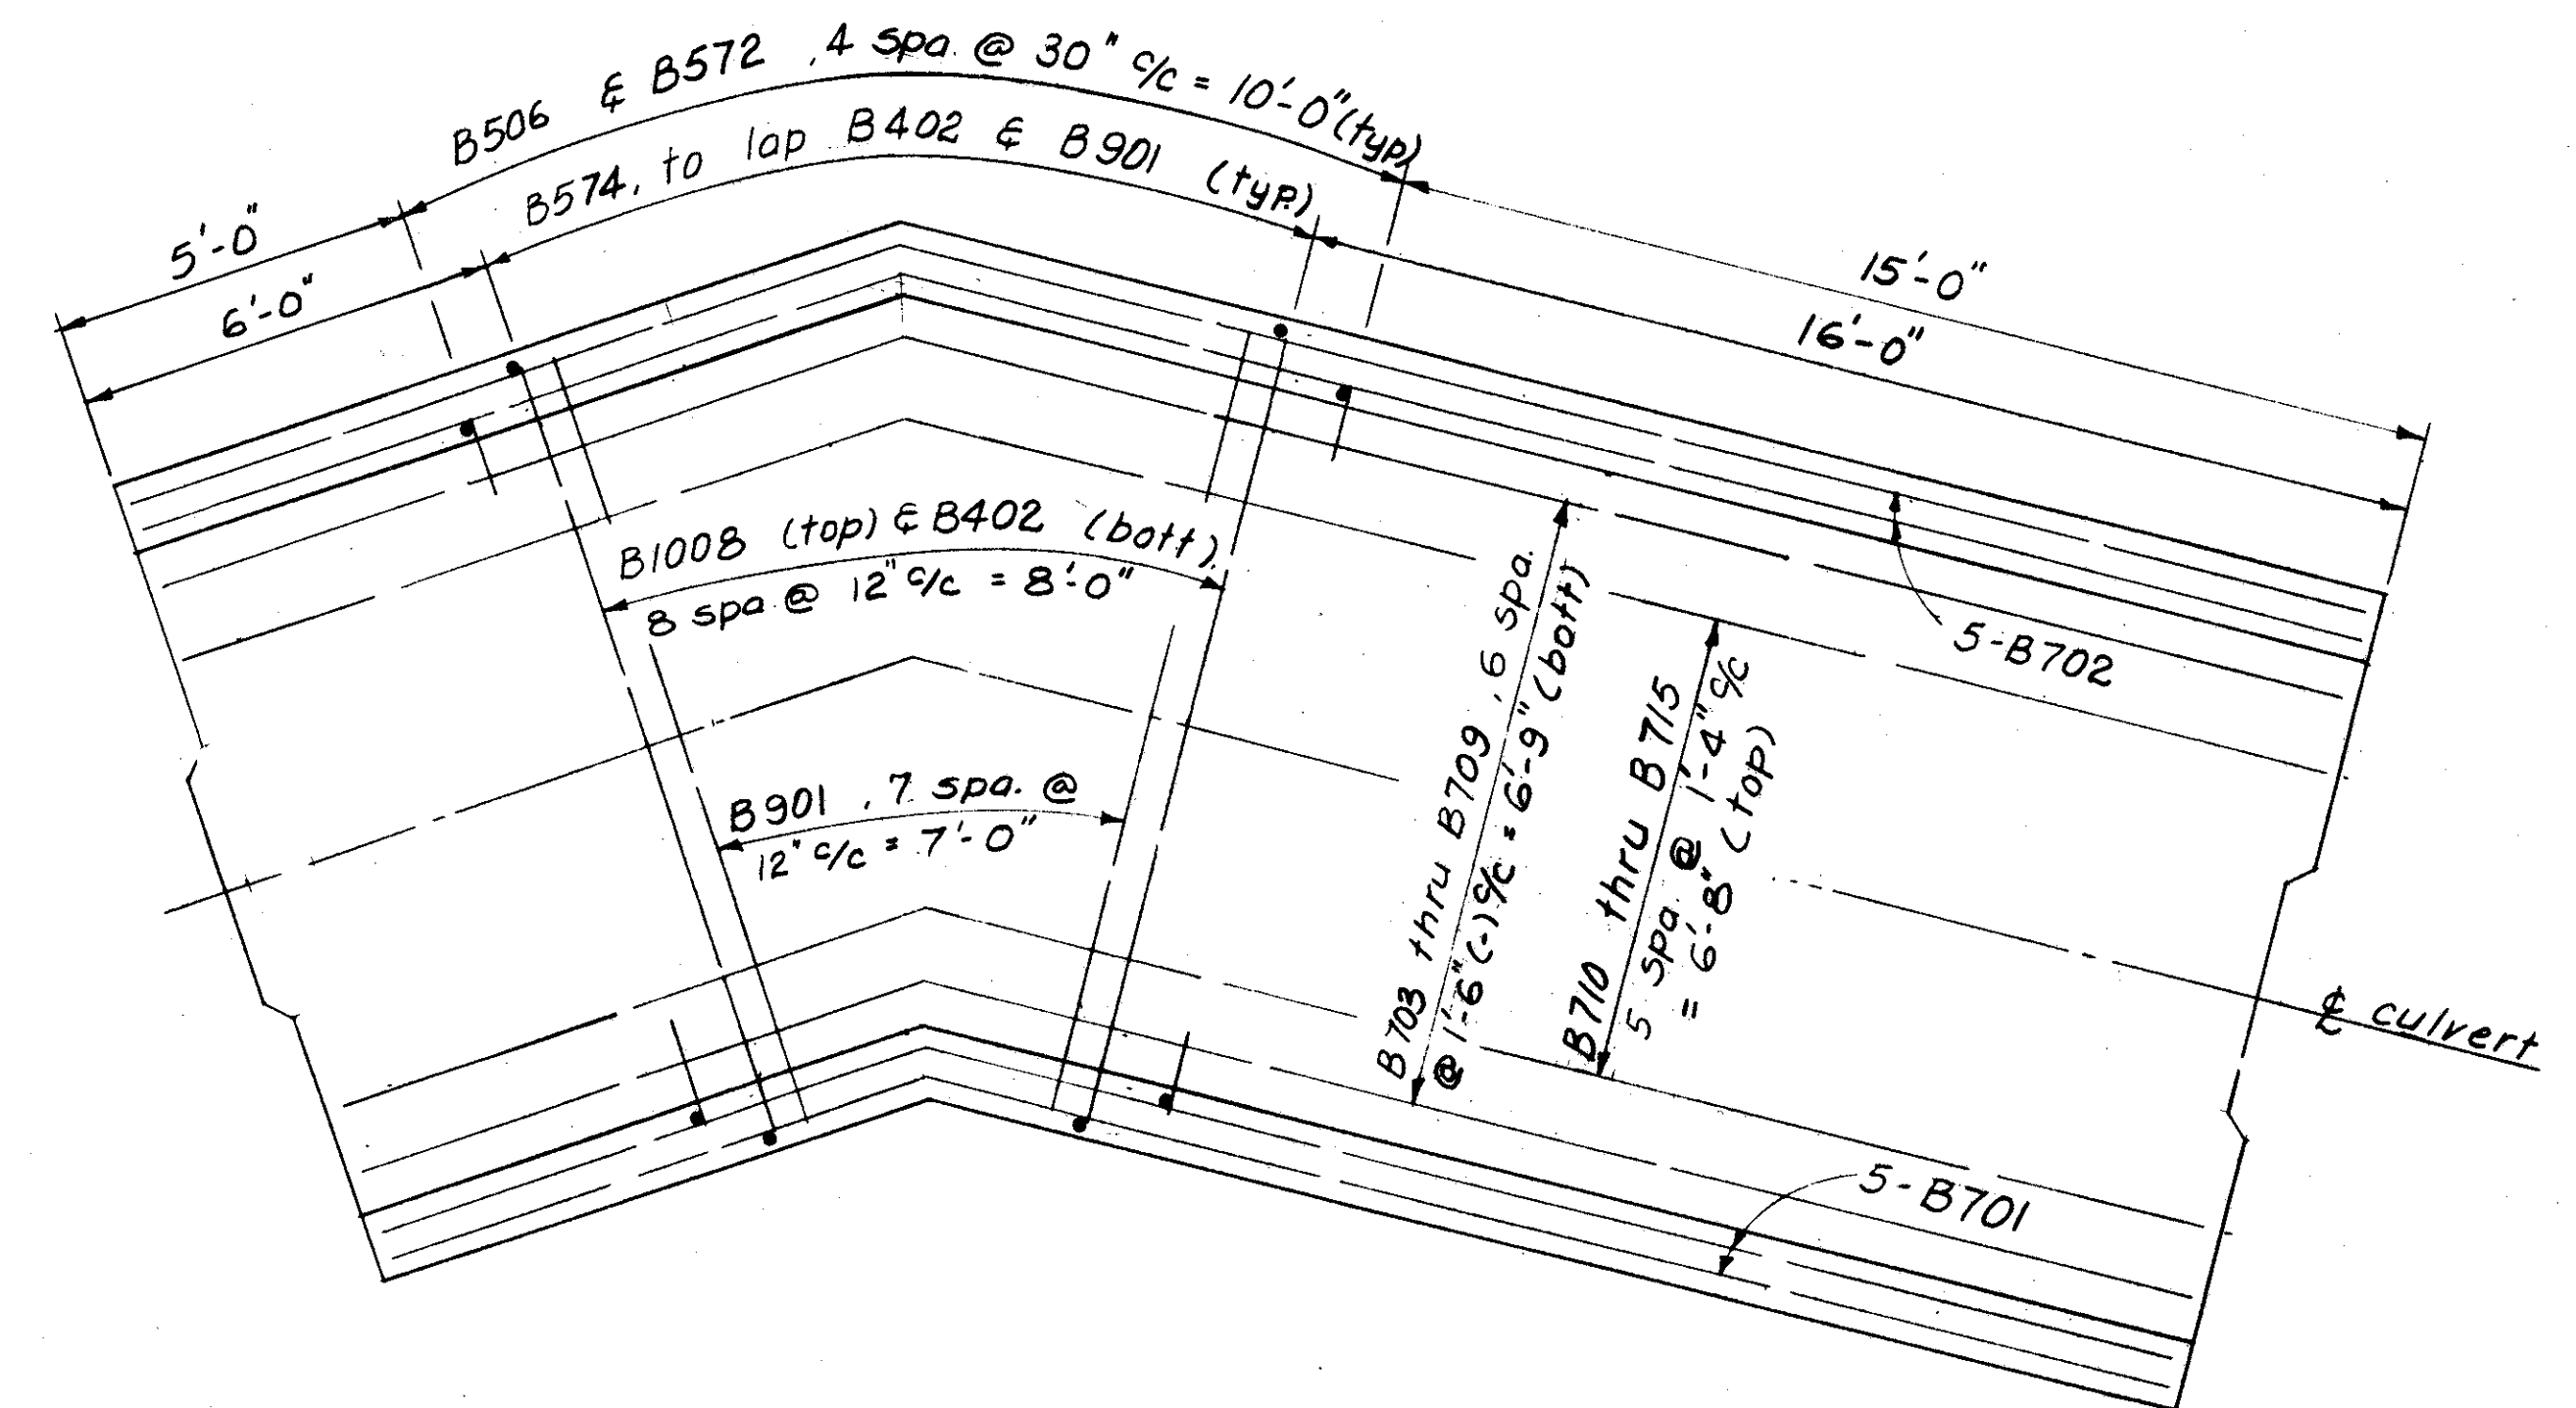 B506 & B572, 4 spa. @ 30" c/c = 10'-0" (typ)
B574, to lap B402 & B901 (typ.)
5'-0"
6'-0"
15'-0"
16'-0"
B1008 (top) & B402 (bott).
8 spa @ 12" c/c = 8'-0"
B901, 7 spa. @
12" c/c = 7'-0"
B703 thru B709, 6 spa.
@ 1'-6"(-) c/c = 6'-9" (bott)
B710 thru B715
5 spa. @ 1'-4" c/c
= 6'-8" (top)
5-B702
5-B701
℄ culvert